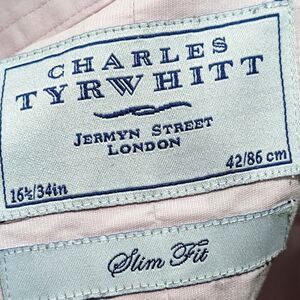 CHARLES
TYRWHITT
JERMYN STREET
LONDON
16½/34in 42/86 cm
Slim Fit